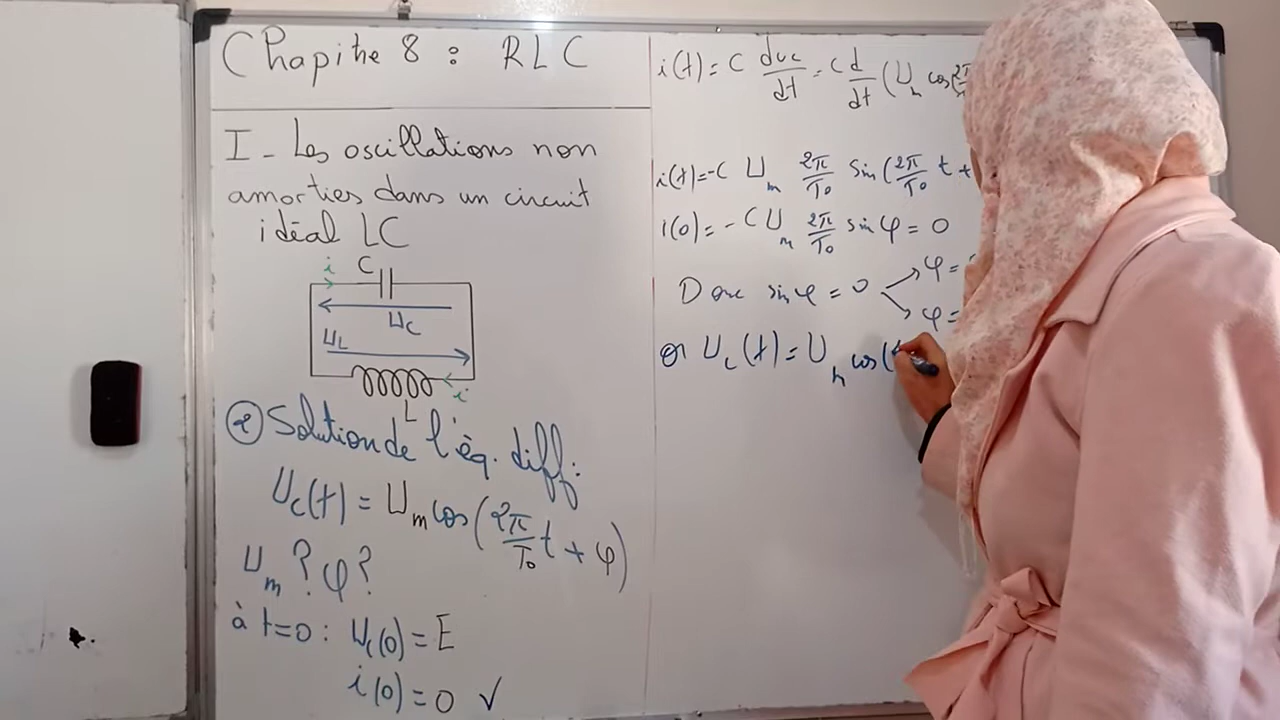 Chapitre 8 : RLC
I - Les oscillations non
amorties dans un circuit
idéal LC
i
C
uc
uL
L
i
② Solution de l'éq. diff:
Uc(t) = Um cos(2π/T₀ t + φ)
Um ? φ ?
à t=0 : Uc(0) = E
i(0) = 0 ✓
i(t) = C duc/dt = C d/dt (Um cos(2π
i(t) = -C Um 2π/T₀ sin(2π/T₀ t +
i(0) = -C Um 2π/T₀ sin φ = 0
Donc sin φ = 0
φ =
φ =
or Uc(t) = Um cos(